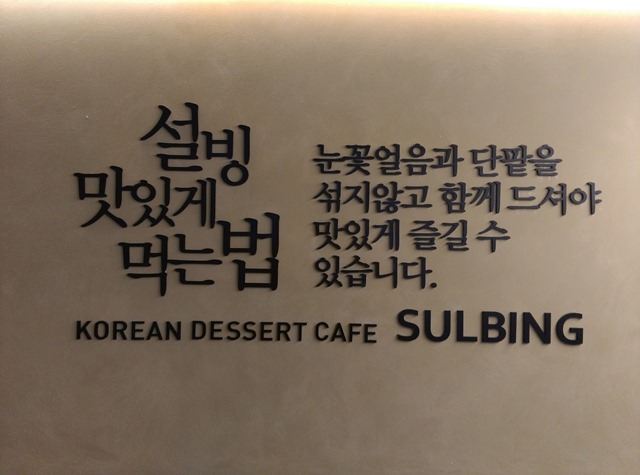 설빙
맛있게
먹는법
눈꽃얼음과 단팥을
섞지않고 함께 드셔야
맛있게 즐길 수
있습니다.
KOREAN DESSERT CAFE SULBING